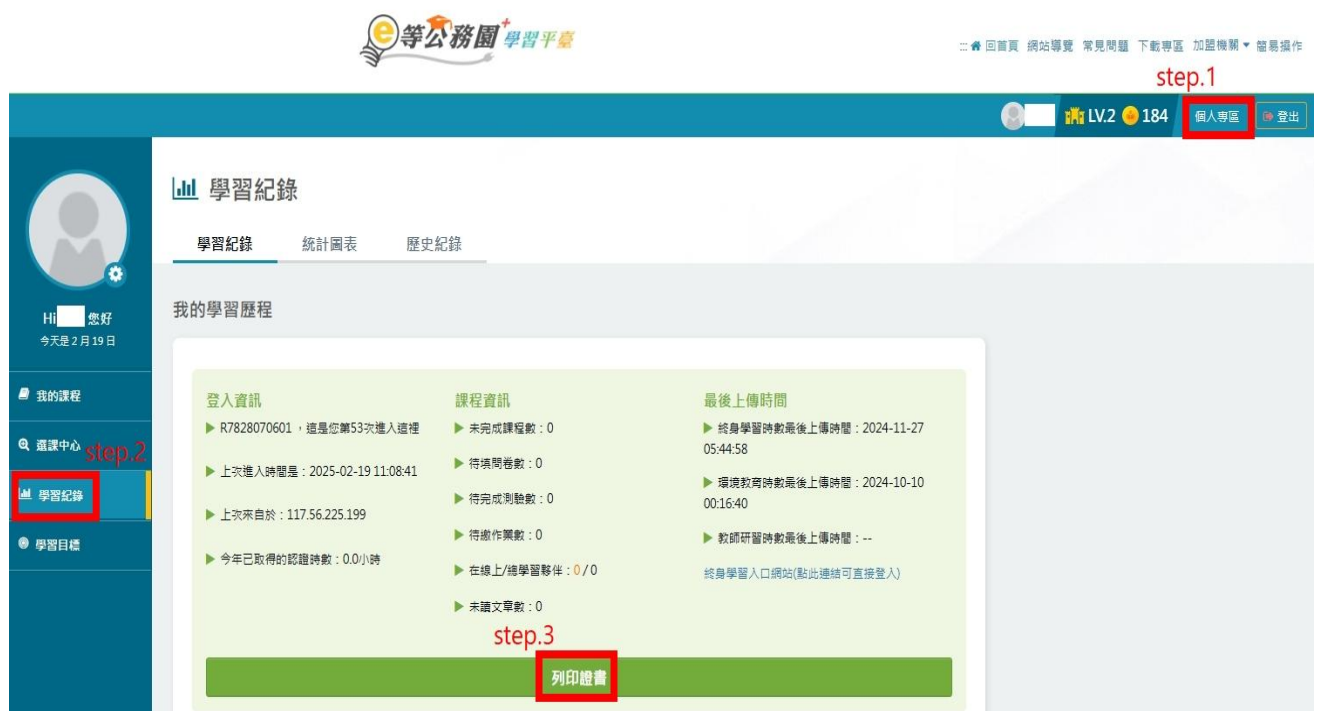 e等公務園+學習平臺
::: 回首頁 網站導覽 常見問題 下載專區 加盟機關 簡易操作
step.1
LV.2 184 個人專區 登出
學習紀錄
學習紀錄 統計圖表 歷史紀錄
Hi 您好
今天是 2 月 19 日
我的課程
選課中心
step.2
學習紀錄
學習目標
我的學習歷程
登入資訊
R7828070601 ，這是您第53次進入這裡
上次進入時間是：2025-02-19 11:08:41
上次來自於：117.56.225.199
今年已取得的認證時數：0.0小時
課程資訊
未完成課程數：0
待填問卷數：0
待完成測驗數：0
待繳作業數：0
在線上/總學習夥伴：0/0
未讀文章數：0
最後上傳時間
終身學習時數最後上傳時間：2024-11-27
05:44:58
環境教育時數最後上傳時間：2024-10-10
00:16:40
教師研習時數最後上傳時間：--
終身學習入口網站(點此連結可直接登入)
step.3
列印證書